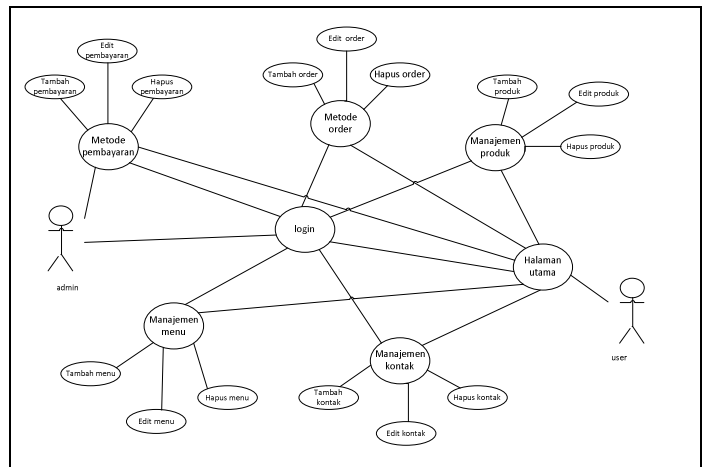 Edit
pembayaran
Tambah
pembayaran
Hapus
pembayaran
Metode
pembayaran
Edit order
Tambah order
Hapus order
Metode
order
Tambah
produk
Edit produk
Manajemen
produk
Hapus produk
login
admin
Halaman
utama
user
Manajemen
menu
Tambah menu
Edit menu
Hapus menu
Manajemen
kontak
Tambah
kontak
Edit kontak
Hapus kontak